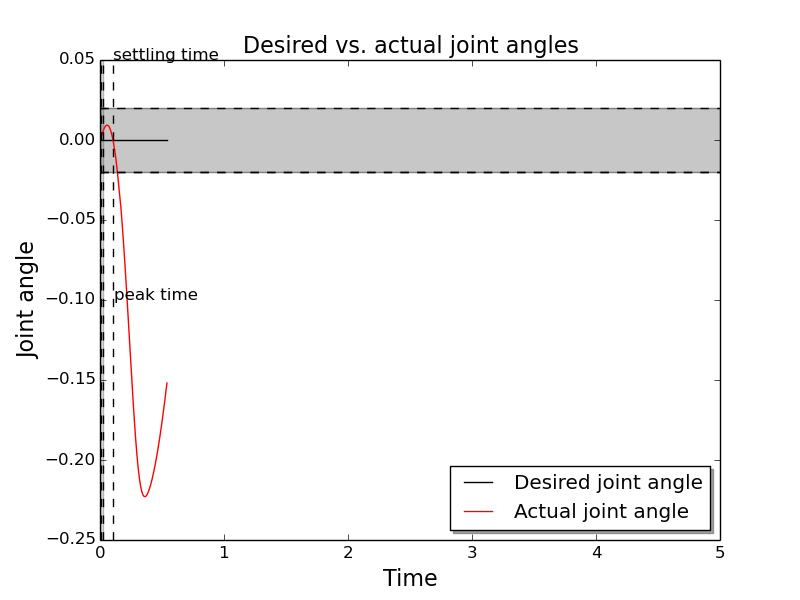 Desired vs. actual joint angles
settling time
peak time
Joint angle
0.05
0.00
−0.05
−0.10
−0.15
−0.20
−0.25
0 1 2 3 4 5
Time
Desired joint angle
Actual joint angle